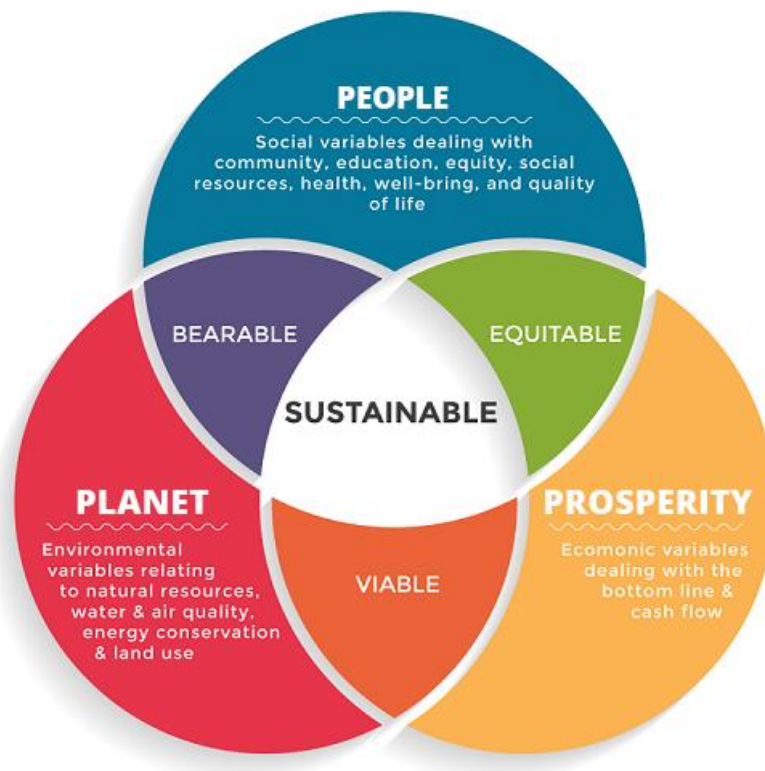 PEOPLE
Social variables dealing with
community, education, equity, social
resources, health, well-bring, and quality
of life
BEARABLE
EQUITABLE
SUSTAINABLE
PLANET
Environmental
variables relating
to natural resources,
water & air quality,
energy conservation
& land use
VIABLE
PROSPERITY
Ecomonic variables
dealing with the
bottom line &
cash flow